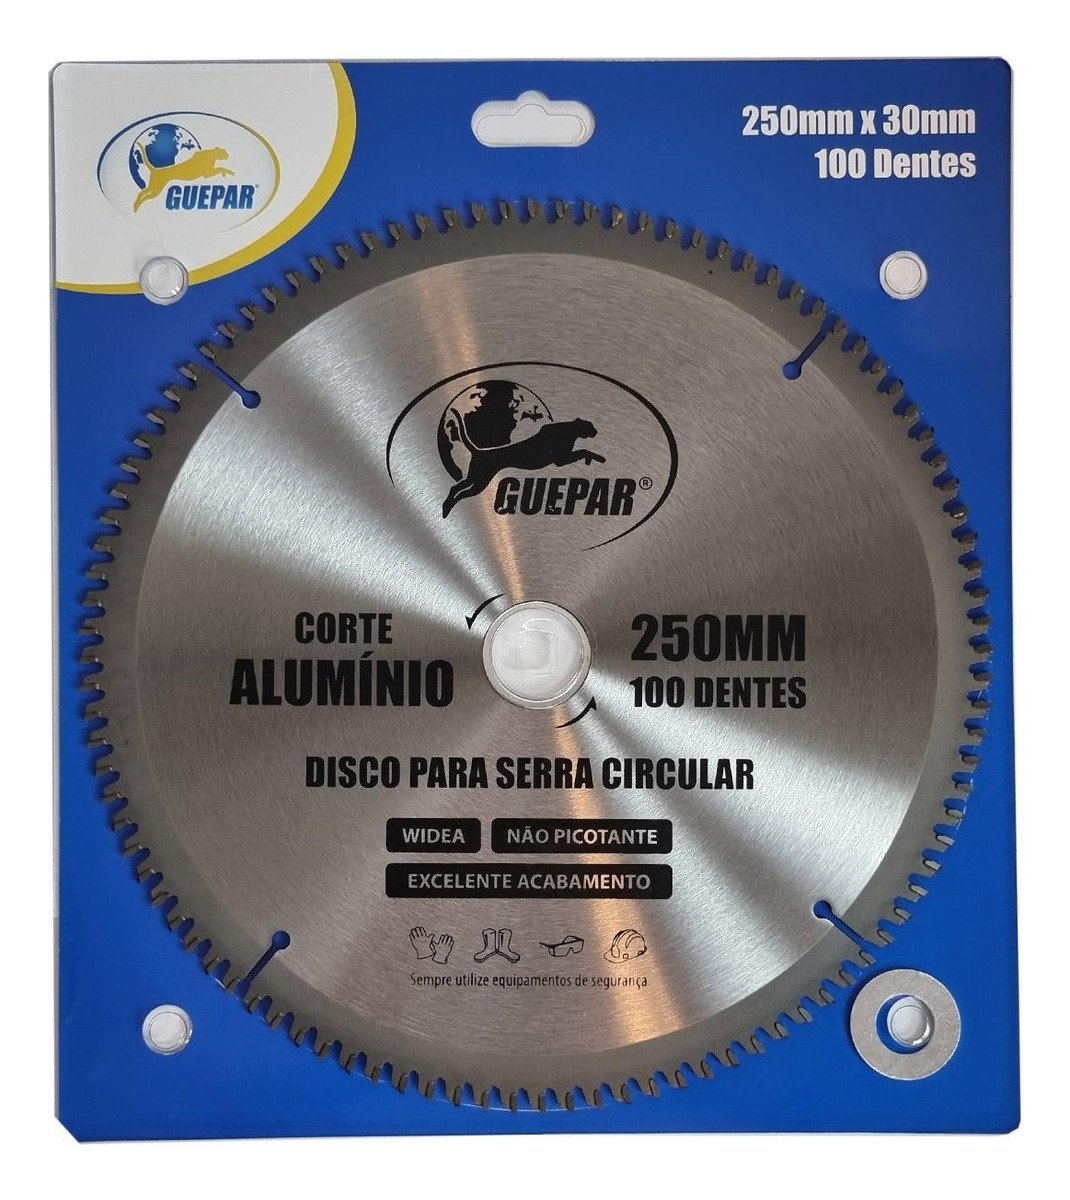 GUEPAR®
250mm x 30mm
100 Dentes
GUEPAR®
CORTE
ALUMÍNIO
250MM
100 DENTES
DISCO PARA SERRA CIRCULAR
WIDEA
NÃO PICOTANTE
EXCELENTE ACABAMENTO
Sempre utilize equipamentos de segurança